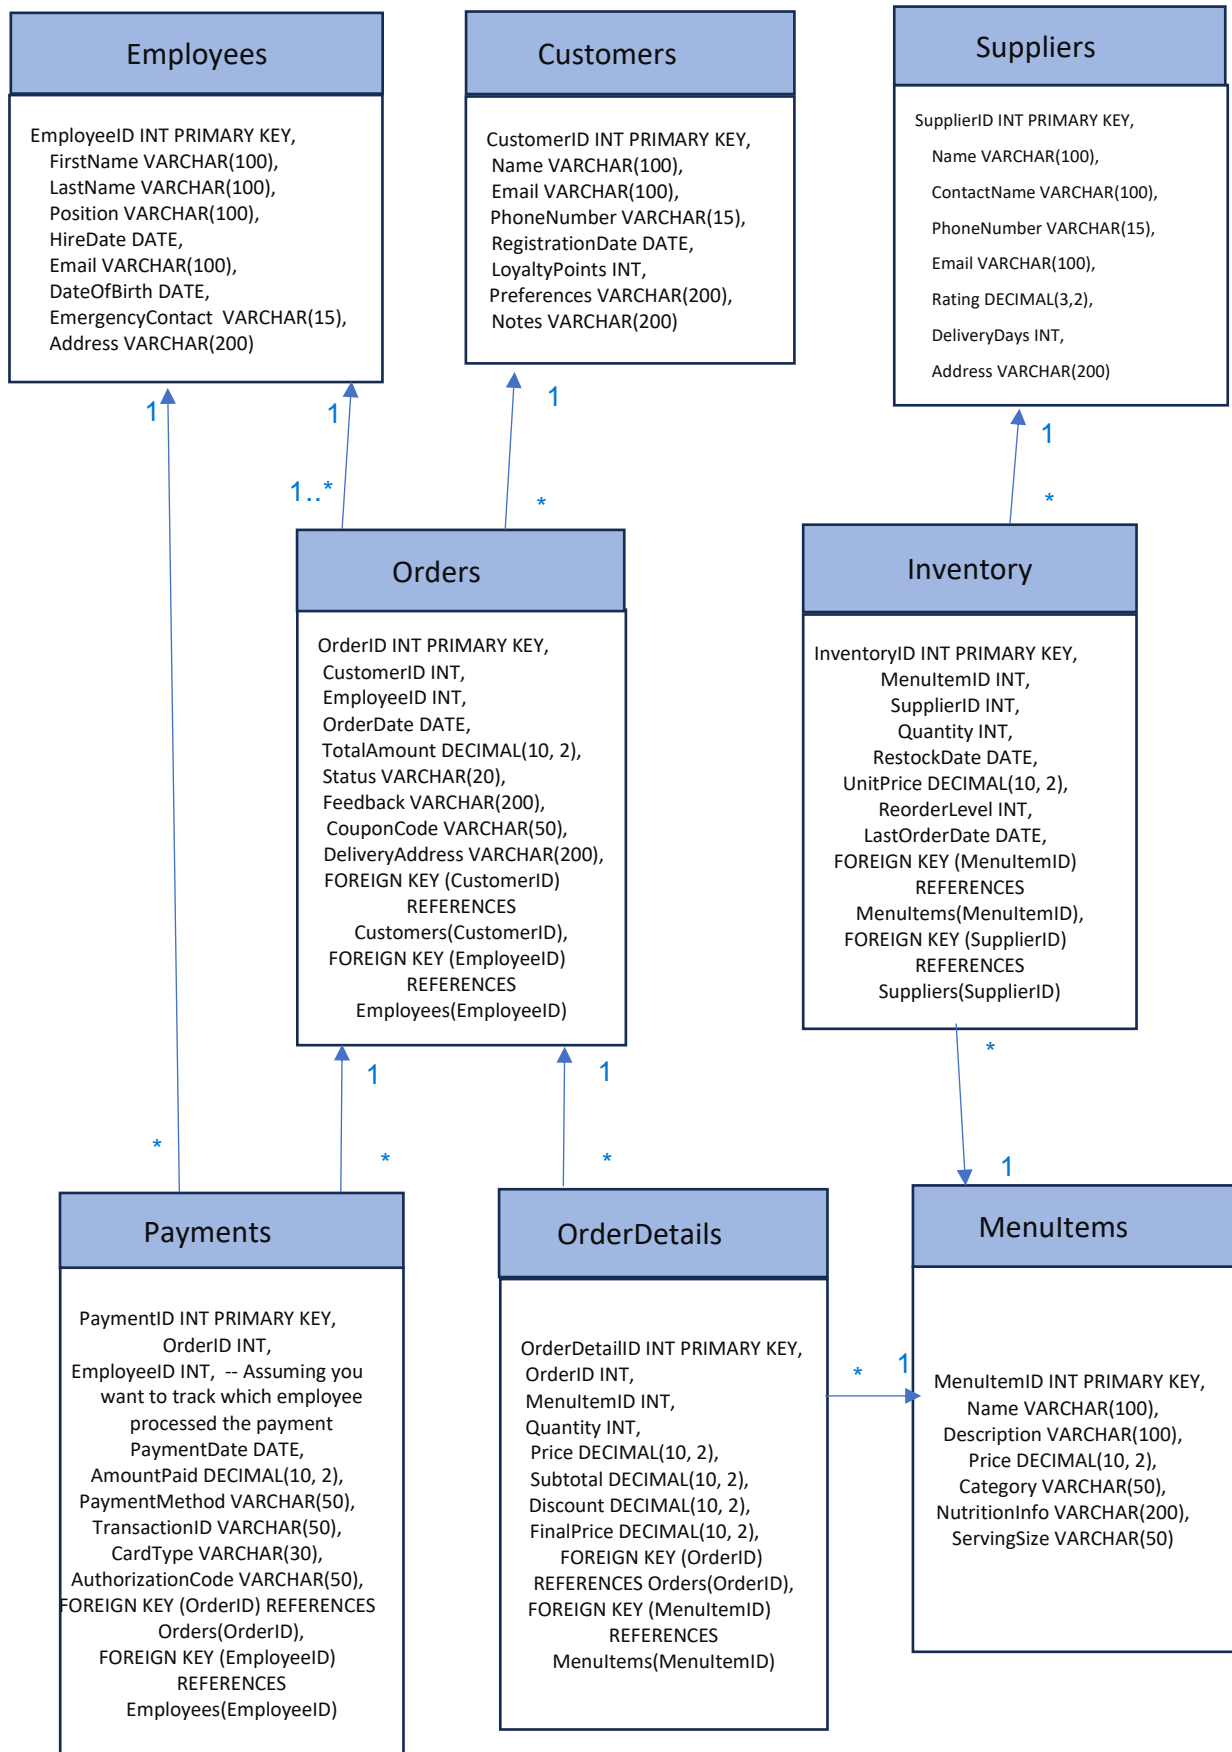 Employees
EmployeeID INT PRIMARY KEY,
FirstName VARCHAR(100),
LastName VARCHAR(100),
Position VARCHAR(100),
HireDate DATE,
Email VARCHAR(100),
DateOfBirth DATE,
EmergencyContact VARCHAR(15),
Address VARCHAR(200)
Customers
CustomerID INT PRIMARY KEY,
Name VARCHAR(100),
Email VARCHAR(100),
PhoneNumber VARCHAR(15),
RegistrationDate DATE,
LoyaltyPoints INT,
Preferences VARCHAR(200),
Notes VARCHAR(200)
Suppliers
SupplierID INT PRIMARY KEY,
Name VARCHAR(100),
ContactName VARCHAR(100),
PhoneNumber VARCHAR(15),
Email VARCHAR(100),
Rating DECIMAL(3,2),
DeliveryDays INT,
Address VARCHAR(200)
1
1
1
1
1..*
*
*
Orders
OrderID INT PRIMARY KEY,
CustomerID INT,
EmployeeID INT,
OrderDate DATE,
TotalAmount DECIMAL(10, 2),
Status VARCHAR(20),
Feedback VARCHAR(200),
CouponCode VARCHAR(50),
DeliveryAddress VARCHAR(200),
FOREIGN KEY (CustomerID)
REFERENCES
Customers(CustomerID),
FOREIGN KEY (EmployeeID)
REFERENCES
Employees(EmployeeID)
Inventory
InventoryID INT PRIMARY KEY,
MenuItemID INT,
SupplierID INT,
Quantity INT,
RestockDate DATE,
UnitPrice DECIMAL(10, 2),
ReorderLevel INT,
LastOrderDate DATE,
FOREIGN KEY (MenuItemID)
REFERENCES
MenuItems(MenuItemID),
FOREIGN KEY (SupplierID)
REFERENCES
Suppliers(SupplierID)
1
1
*
*
*
*
1
Payments
PaymentID INT PRIMARY KEY,
OrderID INT,
EmployeeID INT, -- Assuming you
want to track which employee
processed the payment
PaymentDate DATE,
AmountPaid DECIMAL(10, 2),
PaymentMethod VARCHAR(50),
TransactionID VARCHAR(50),
CardType VARCHAR(30),
AuthorizationCode VARCHAR(50),
FOREIGN KEY (OrderID) REFERENCES
Orders(OrderID),
FOREIGN KEY (EmployeeID)
REFERENCES
Employees(EmployeeID)
OrderDetails
OrderDetailID INT PRIMARY KEY,
OrderID INT,
MenuItemID INT,
Quantity INT,
Price DECIMAL(10, 2),
Subtotal DECIMAL(10, 2),
Discount DECIMAL(10, 2),
FinalPrice DECIMAL(10, 2),
FOREIGN KEY (OrderID)
REFERENCES Orders(OrderID),
FOREIGN KEY (MenuItemID)
REFERENCES
MenuItems(MenuItemID)
*
1
MenuItems
MenuItemID INT PRIMARY KEY,
Name VARCHAR(100),
Description VARCHAR(100),
Price DECIMAL(10, 2),
Category VARCHAR(50),
NutritionInfo VARCHAR(200),
ServingSize VARCHAR(50)